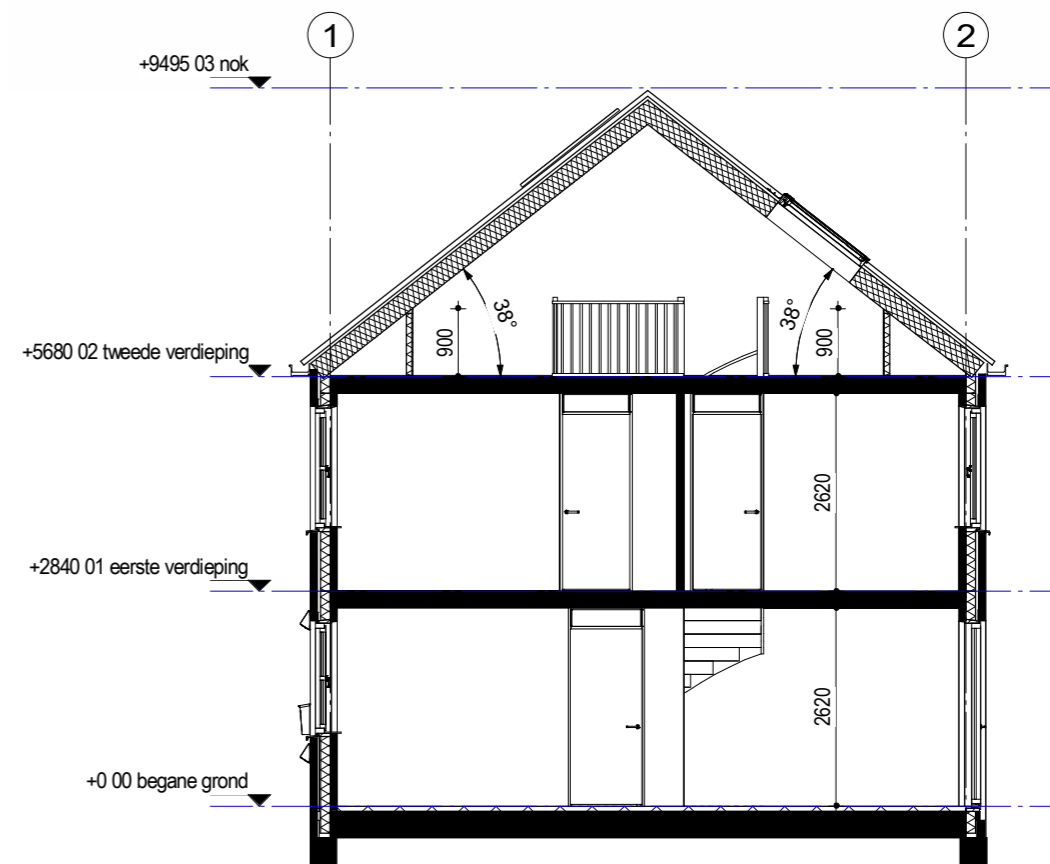 1
2
+9495 03 nok
38°
38°
900
900
+5680 02 tweede verdieping
2620
+2840 01 eerste verdieping
2620
+0 00 begane grond